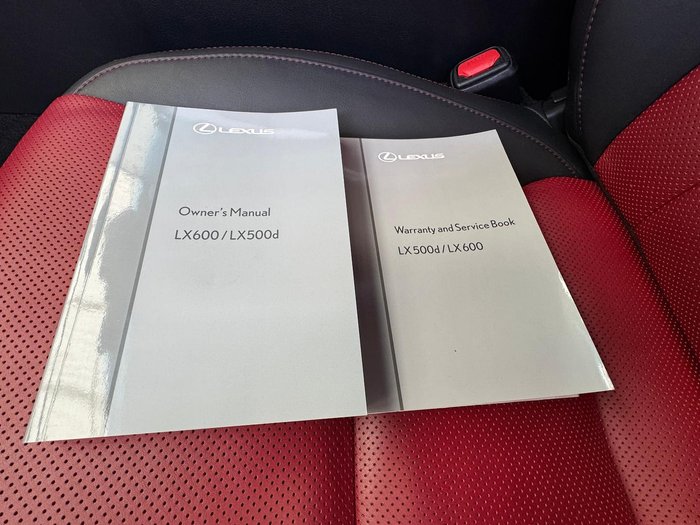 LEXUS
Owner's Manual
LX600 / LX500d
LEXUS
Warranty and Service Book
LX500d / LX600